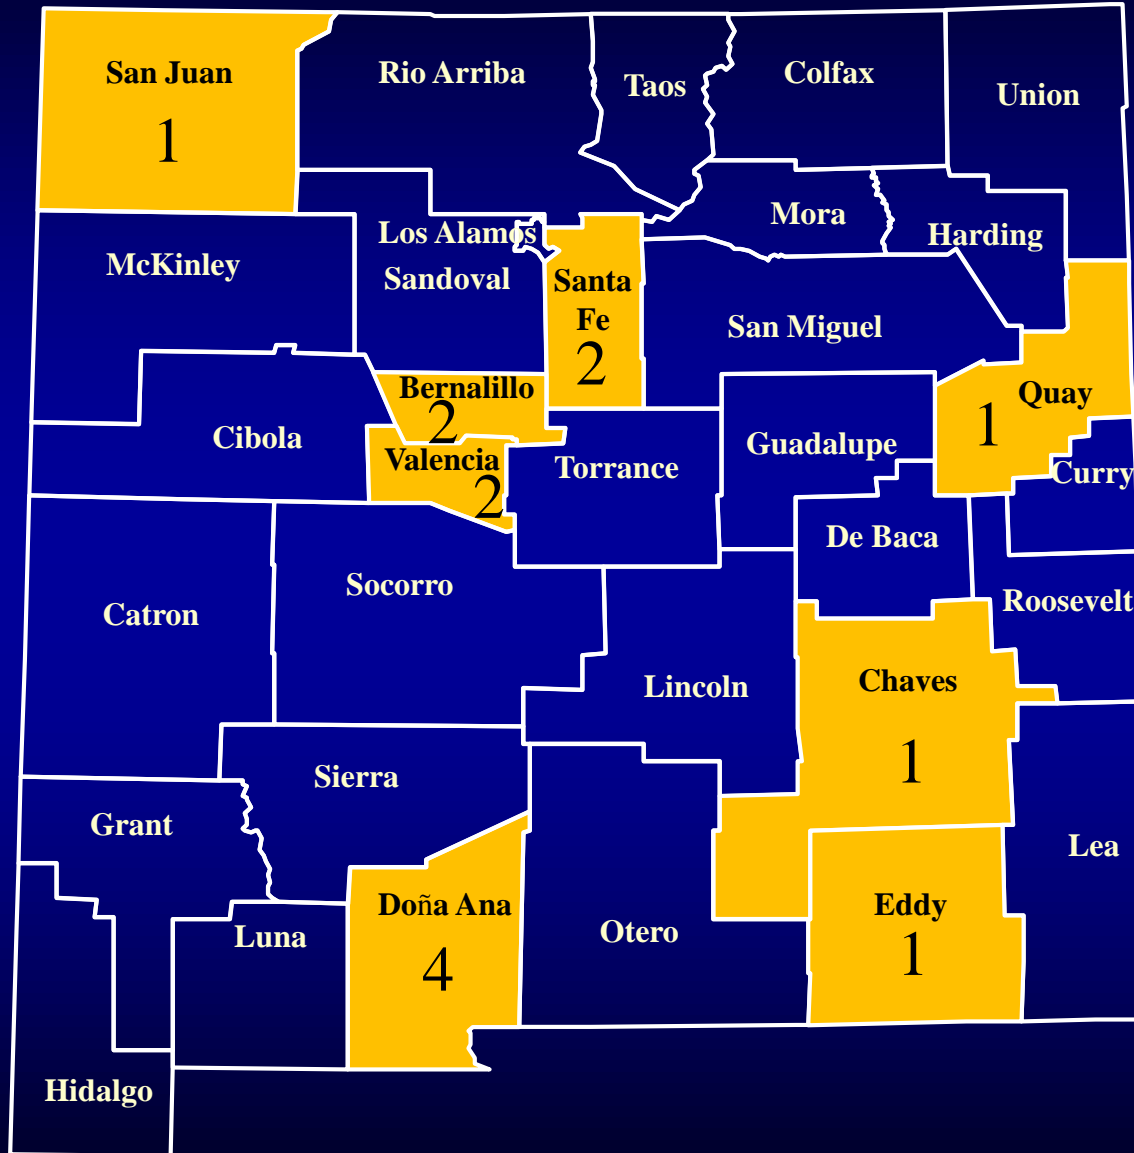 San Juan
1
Rio Arriba
Taos
Colfax
Union
McKinley
Los Alamos
Sandoval
Santa
Fe
2
Mora
Harding
San Miguel
Quay
1
Bernalillo
2
Cibola
Valencia
2
Torrance
Guadalupe
Curry
De Baca
Roosevelt
Catron
Socorro
Lincoln
Chaves
1
Sierra
Grant
Lea
Doña Ana
4
Luna
Otero
Eddy
1
Hidalgo